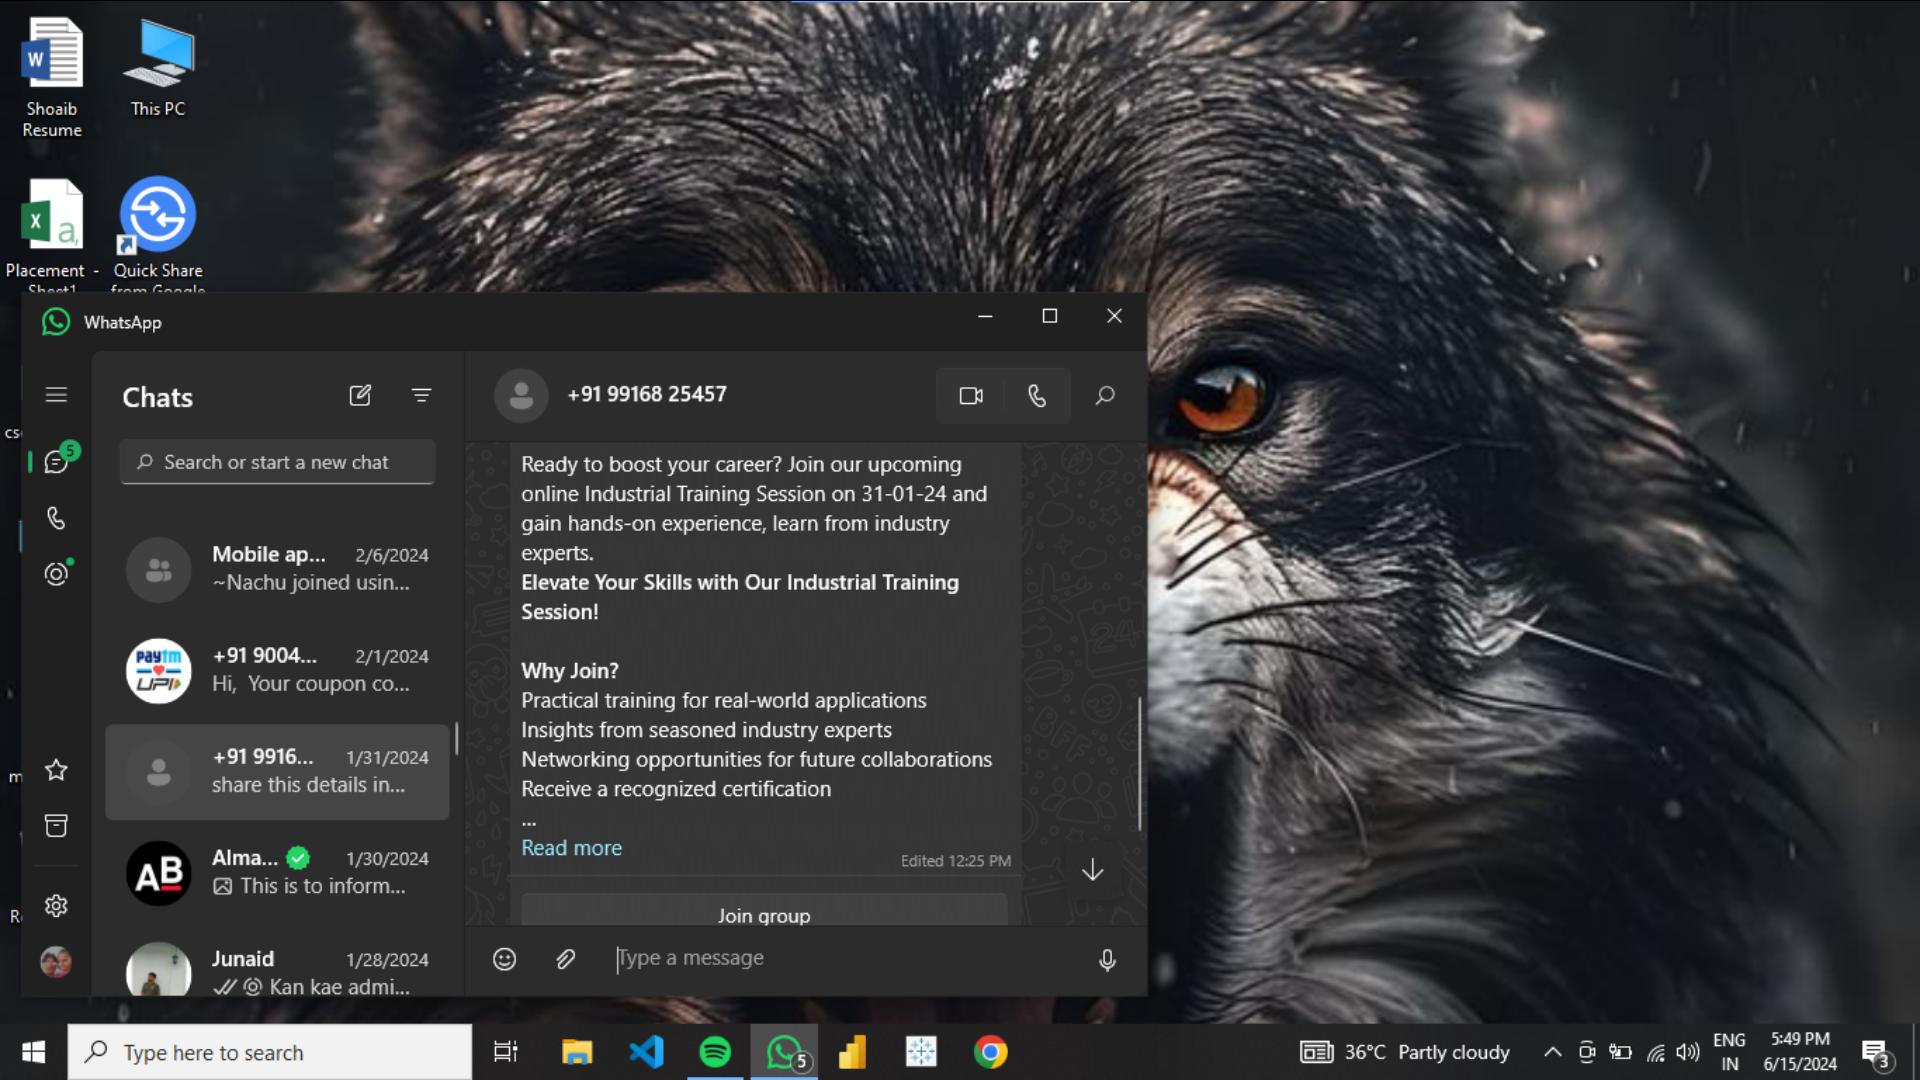 Shoaib
Resume
This PC
Placement -
Sheet1
Quick Share
from Google
WhatsApp
Chats
Search or start a new chat
5
Mobile ap...
2/6/2024
~Nachu joined usin...
paytm
UPI
+91 9004...
2/1/2024
Hi, Your coupon co...
+91 9916...
1/31/2024
share this details in...
AB
Alma...
1/30/2024
This is to inform...
Junaid
1/28/2024
Kan kae admi...
+91 99168 25457
Ready to boost your career? Join our upcoming
online Industrial Training Session on 31-01-24 and
gain hands-on experience, learn from industry
experts.
Elevate Your Skills with Our Industrial Training
Session!
Why Join?
Practical training for real-world applications
Insights from seasoned industry experts
Networking opportunities for future collaborations
Receive a recognized certification
...
Read more
Edited 12:25 PM
Join group
Type a message
Type here to search
5
36°C Partly cloudy
ENG
IN
5:49 PM
6/15/2024
3